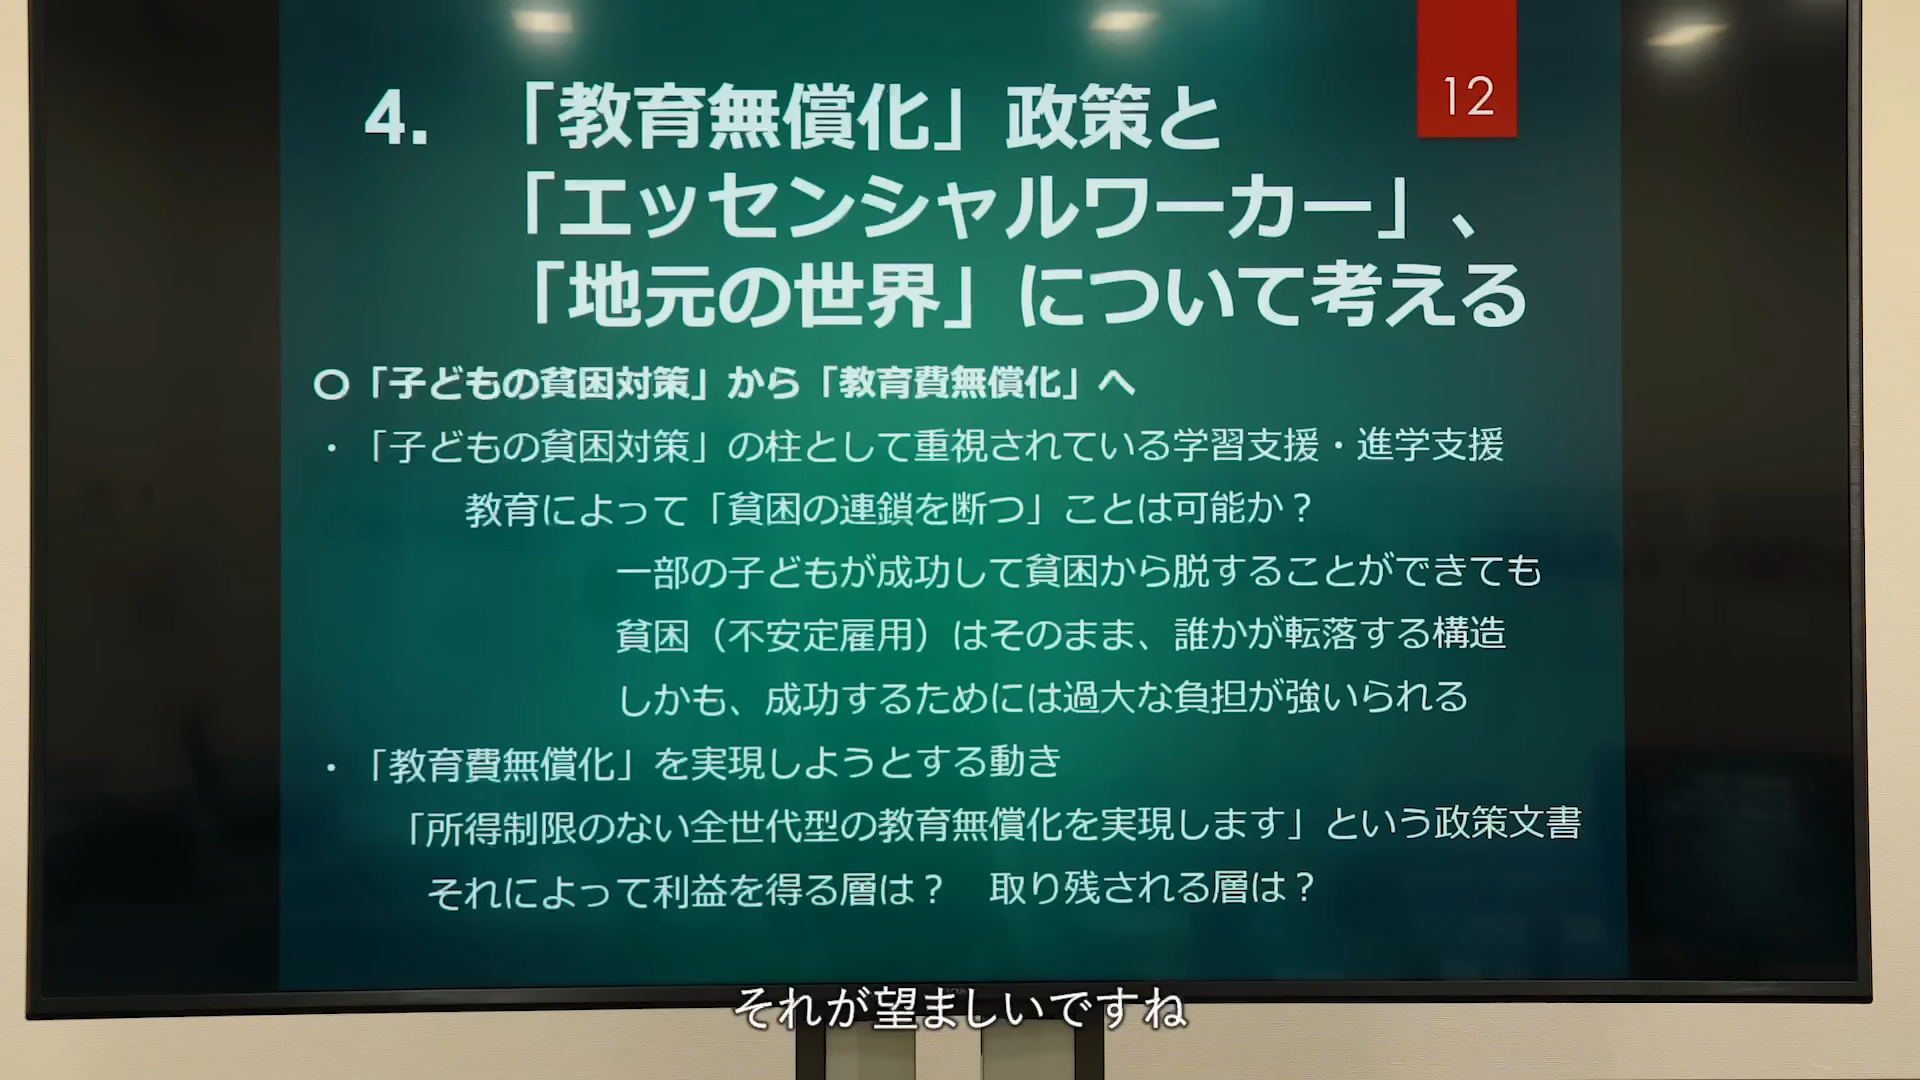 12
4. 「教育無償化」政策と
「エッセンシャルワーカー」、
「地元の世界」について考える
○「子どもの貧困対策」から「教育費無償化」へ
・「子どもの貧困対策」の柱として重視されている学習支援・進学支援
教育によって「貧困の連鎖を断つ」ことは可能か？
一部の子どもが成功して貧困から脱することができても
貧困（不安定雇用）はそのまま、誰かが転落する構造
しかも、成功するためには過大な負担が強いられる
・「教育費無償化」を実現しようとする動き
「所得制限のない全世代型の教育無償化を実現します」という政策文書
それによって利益を得る層は？　取り残される層は？
それが望ましいですね